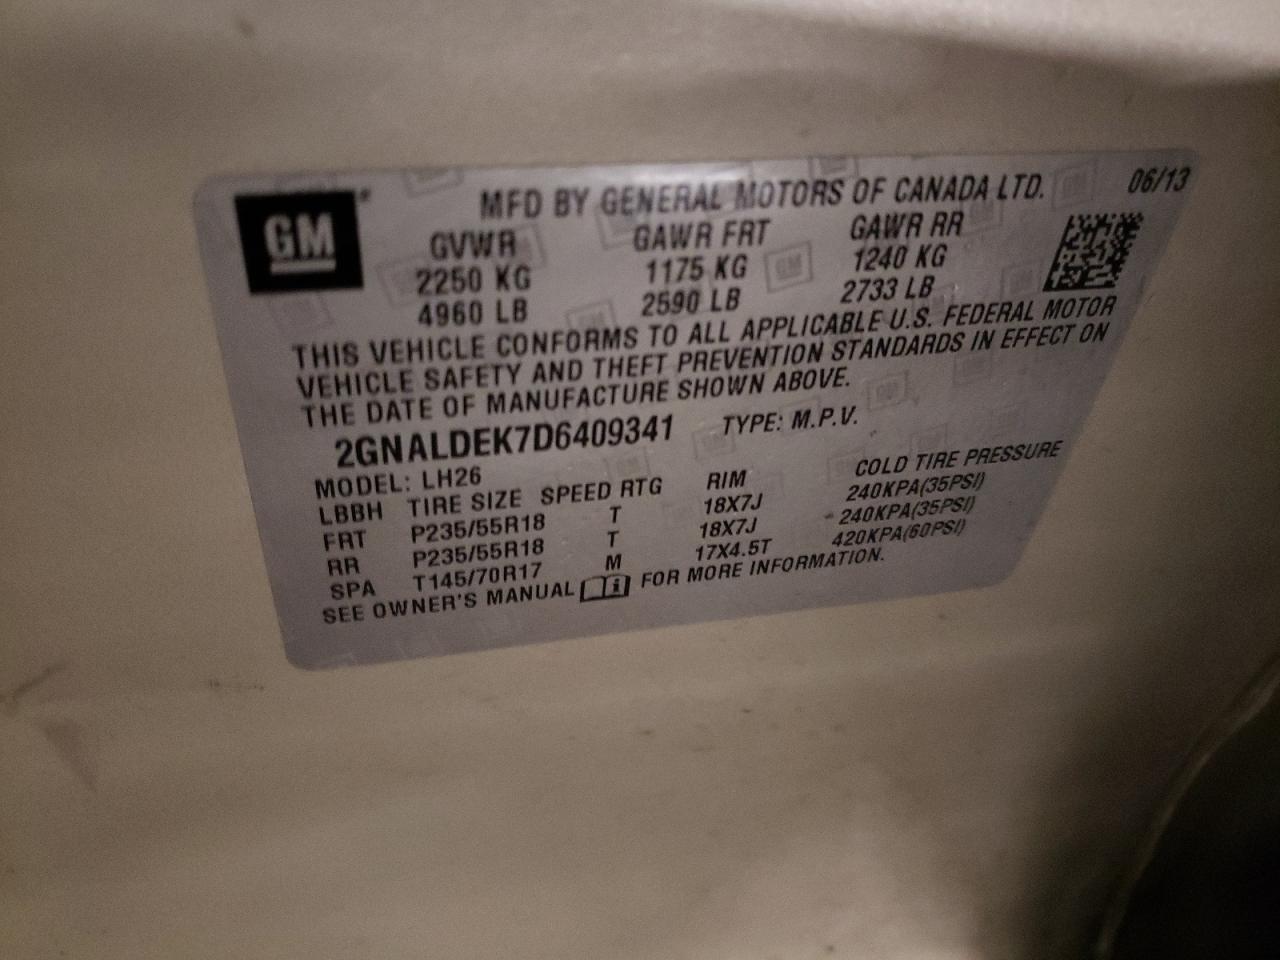 GM
MFD BY GENERAL MOTORS OF CANADA LTD. 06/13
GVWR GAWR FRT GAWR RR
2250 KG 1175 KG 1240 KG
4960 LB 2590 LB 2733 LB
THIS VEHICLE CONFORMS TO ALL APPLICABLE U.S. FEDERAL MOTOR
VEHICLE SAFETY AND THEFT PREVENTION STANDARDS IN EFFECT ON
THE DATE OF MANUFACTURE SHOWN ABOVE.
2GNALDEK7D6409341 TYPE: M.P.V.
MODEL: LH26
LBBH TIRE SIZE SPEED RTG RIM COLD TIRE PRESSURE
FRT P235/55R18 T 18X7J 240KPA(35PSI)
RR P235/55R18 T 18X7J 240KPA(35PSI)
SPA T145/70R17 M 17X4.5T 420KPA(60PSI)
SEE OWNER'S MANUAL FOR MORE INFORMATION.